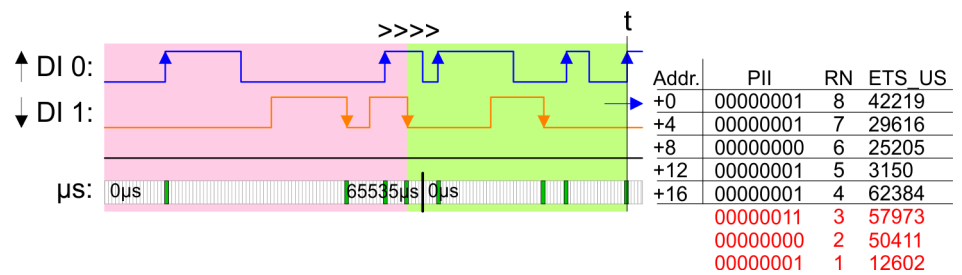 >>>> t
DI 0:
DI 1:
µs: 0µs 65535µs 0µs
Addr. PII RN ETS_US
+0 00000001 8 42219
+4 00000001 7 29616
+8 00000000 6 25205
+12 00000001 5 3150
+16 00000001 4 62384
00000011 3 57973
00000000 2 50411
00000001 1 12602